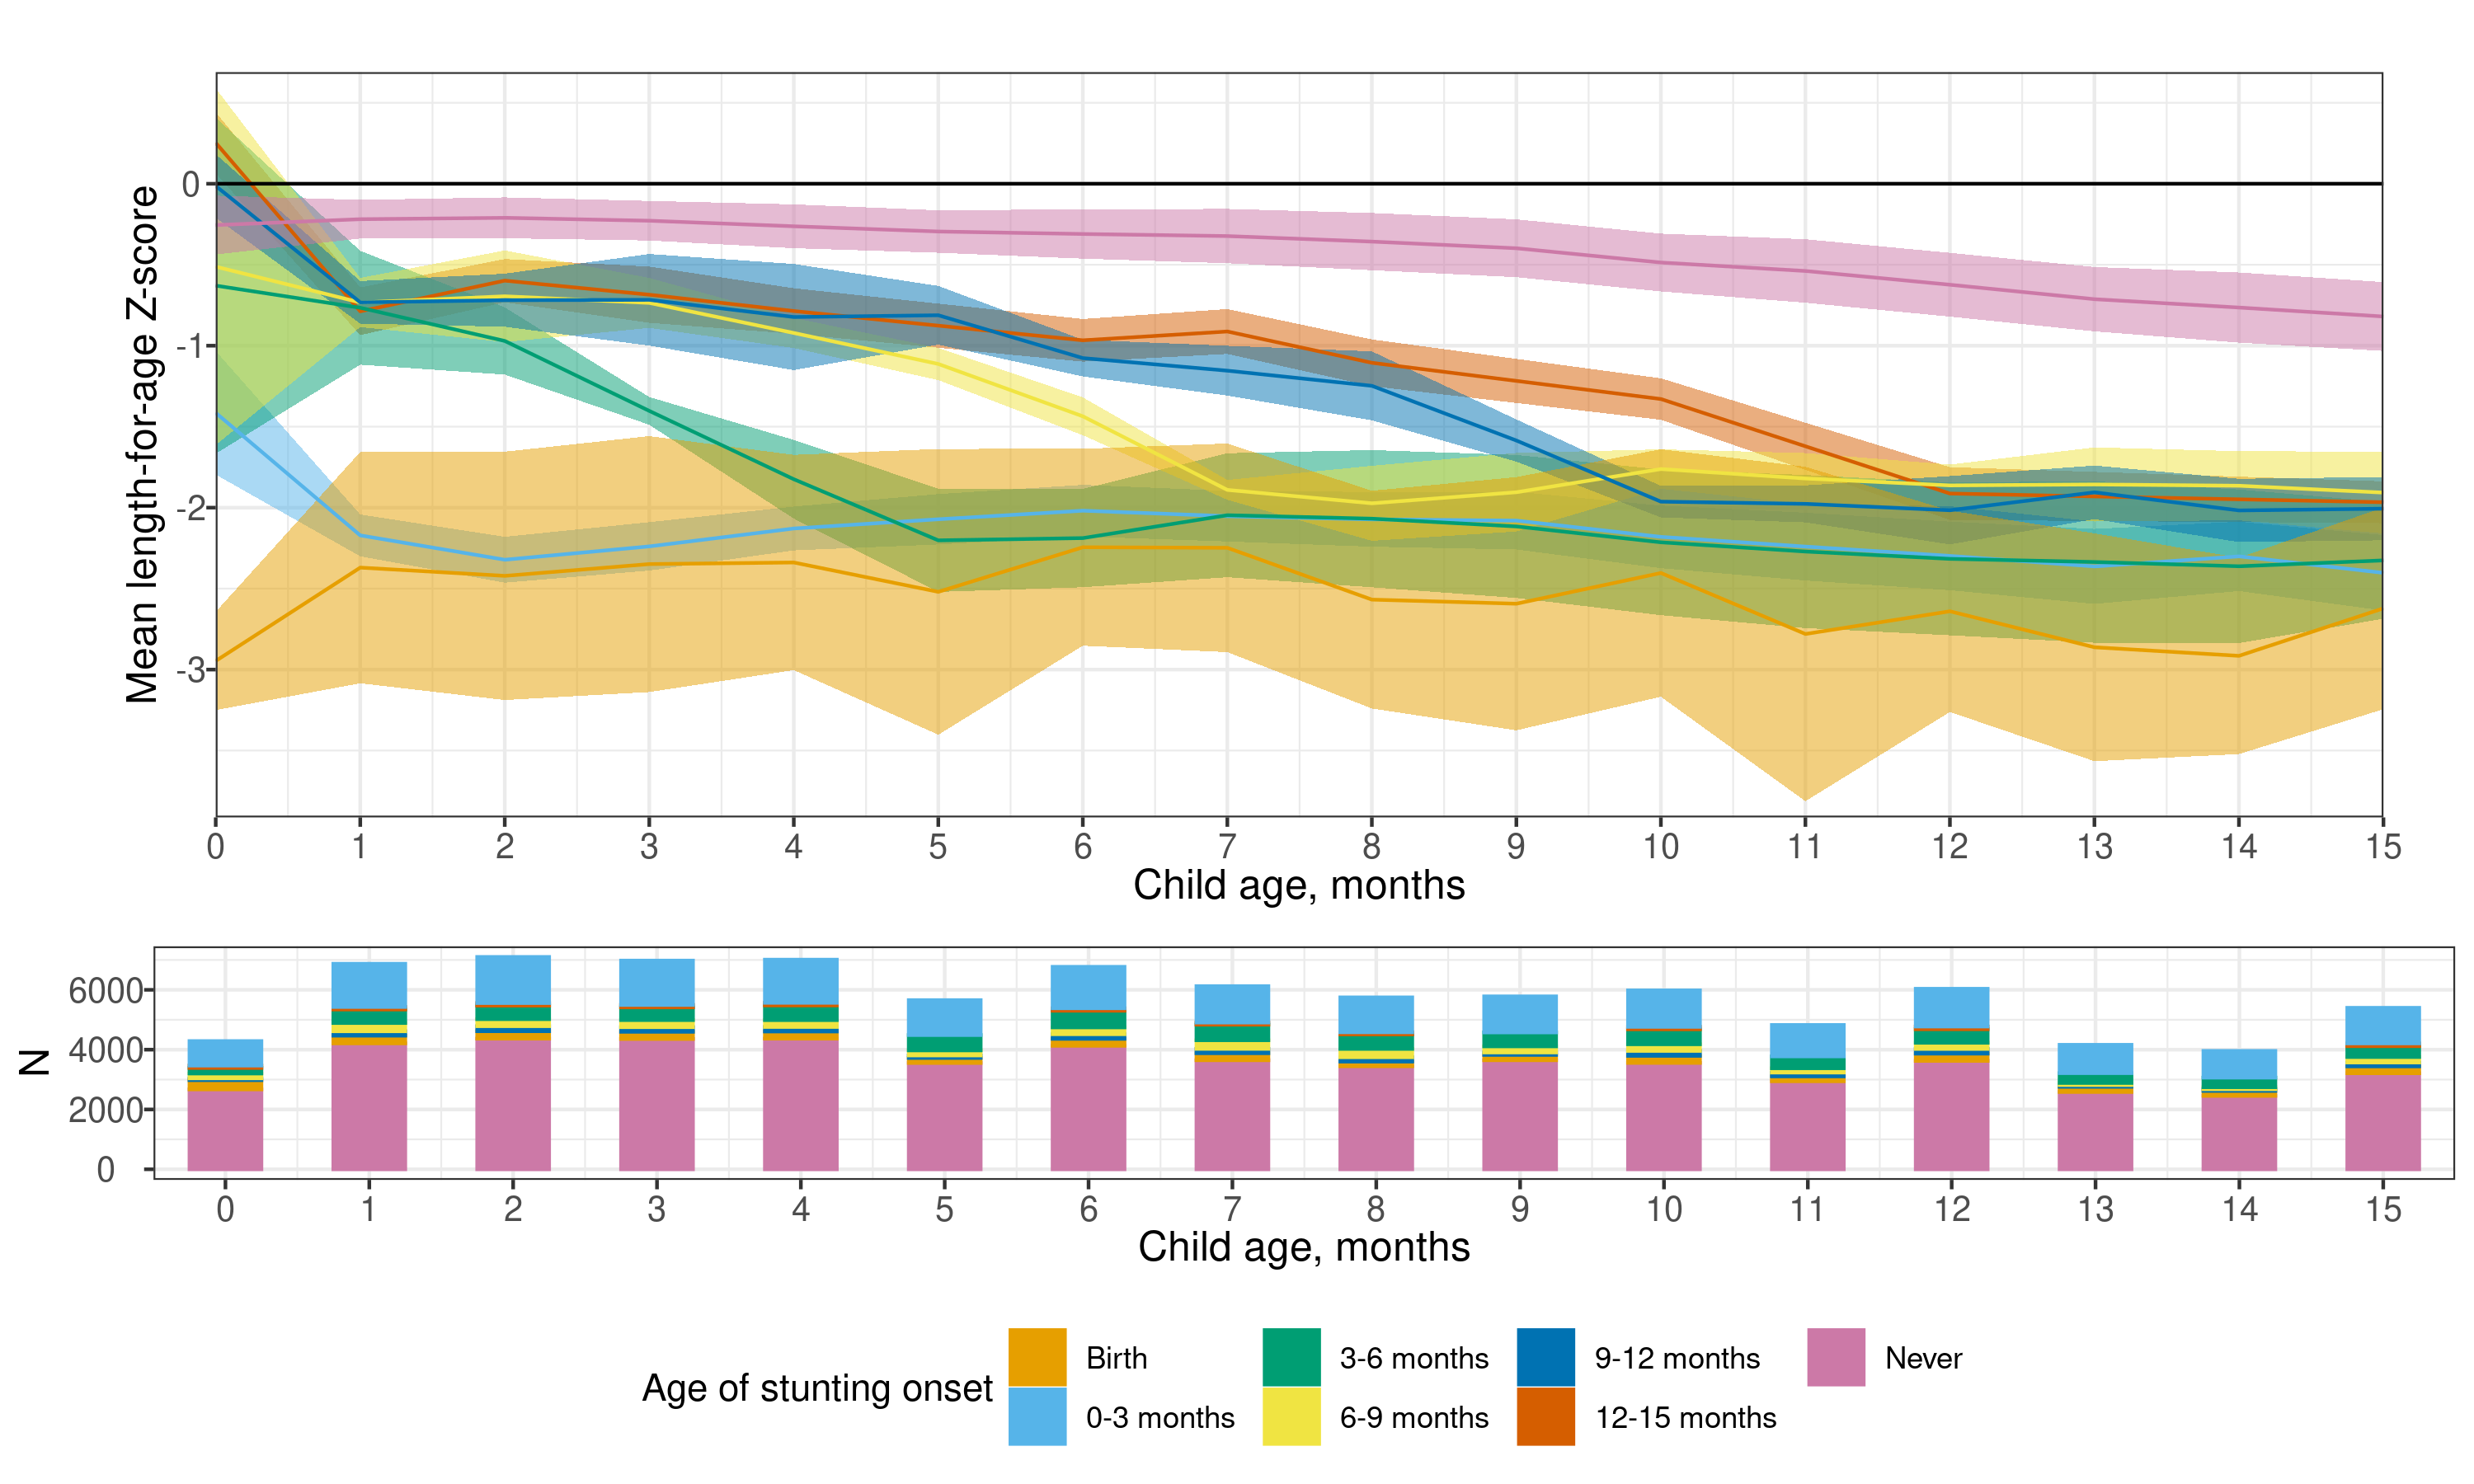 Mean length-for-age Z-score
0
-1
-2
-3
0 1 2 3 4 5 6 7 8 9 10 11 12 13 14 15
Child age, months
N
6000
4000
2000
0
0 1 2 3 4 5 6 7 8 9 10 11 12 13 14 15
Child age, months
Age of stunting onset
Birth 3-6 months 9-12 months Never
0-3 months 6-9 months 12-15 months